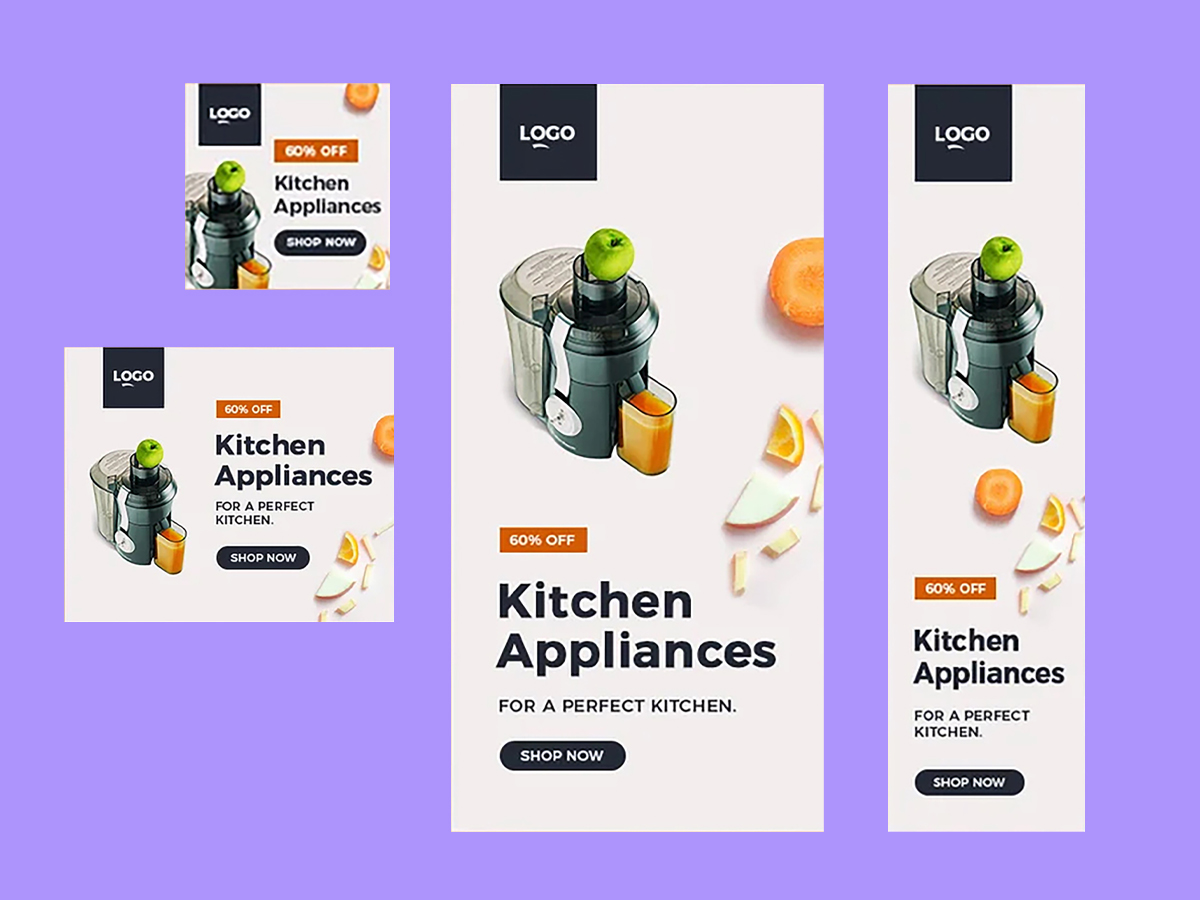 LOGO
60% OFF
Kitchen
Appliances
SHOP NOW
LOGO
60% OFF
Kitchen
Appliances
FOR A PERFECT
KITCHEN.
SHOP NOW
LOGO
60% OFF
Kitchen
Appliances
FOR A PERFECT KITCHEN.
SHOP NOW
LOGO
60% OFF
Kitchen
Appliances
FOR A PERFECT
KITCHEN.
SHOP NOW